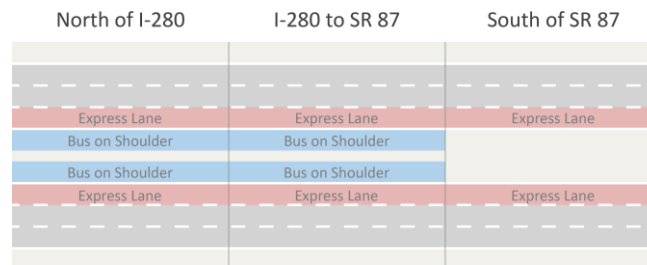 North of I-280 I-280 to SR 87 South of SR 87
Express Lane Express Lane Express Lane
Bus on Shoulder Bus on Shoulder
Bus on Shoulder Bus on Shoulder
Express Lane Express Lane Express Lane